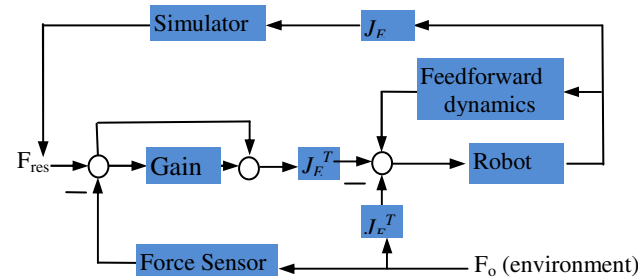 Simulator
J_E
Feedforward
dynamics
F_res
Gain
J_E^T
Robot
J_E^T
Force Sensor
F_o (environment)